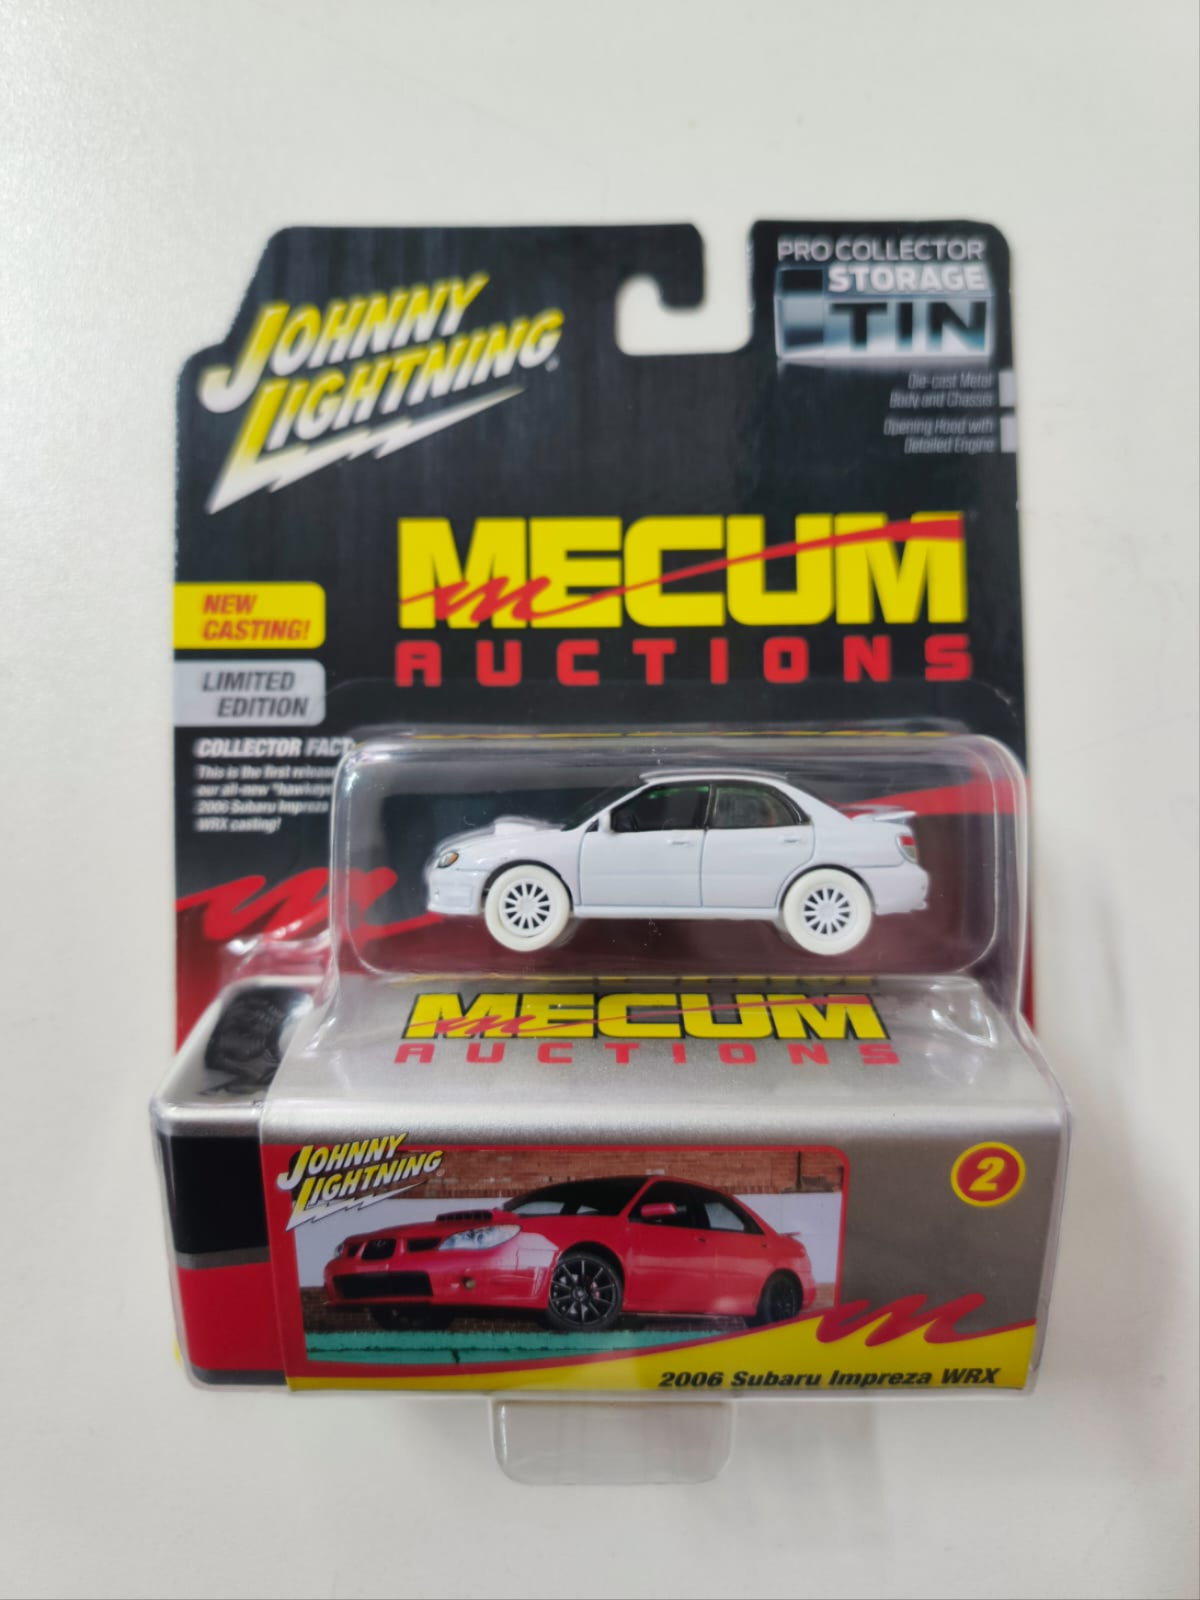 JOHNNY
LIGHTNING
PRO COLLECTOR
STORAGE
TIN
Die-cast Metal
Body and Chassis
Opening Hood with
Detailed Engine
MECUM
AUCTIONS
NEW
CASTING!
LIMITED
EDITION
COLLECTOR FACT
This is the first release
our all-new "hawkeye
2006 Subaru Impreza
WRX casting!
MECUM
AUCTIONS
JOHNNY
LIGHTNING
2
2006 Subaru Impreza WRX